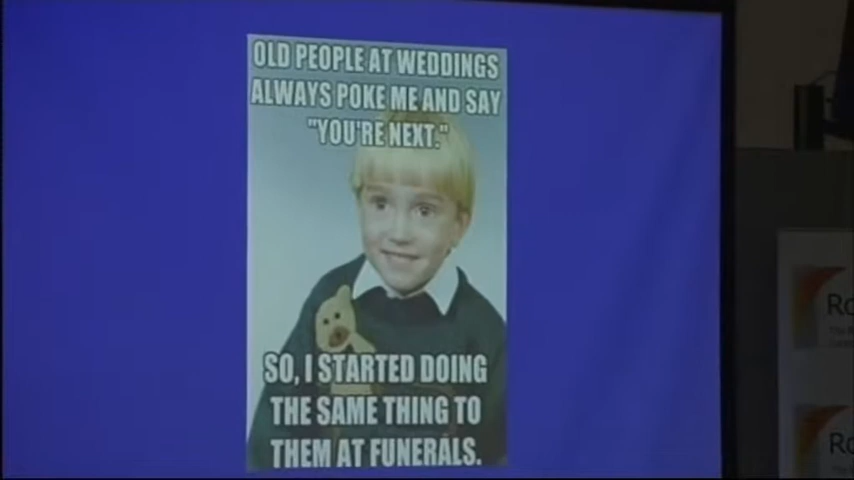 OLD PEOPLE AT WEDDINGS
ALWAYS POKE ME AND SAY
"YOU'RE NEXT."
SO, I STARTED DOING
THE SAME THING TO
THEM AT FUNERALS.